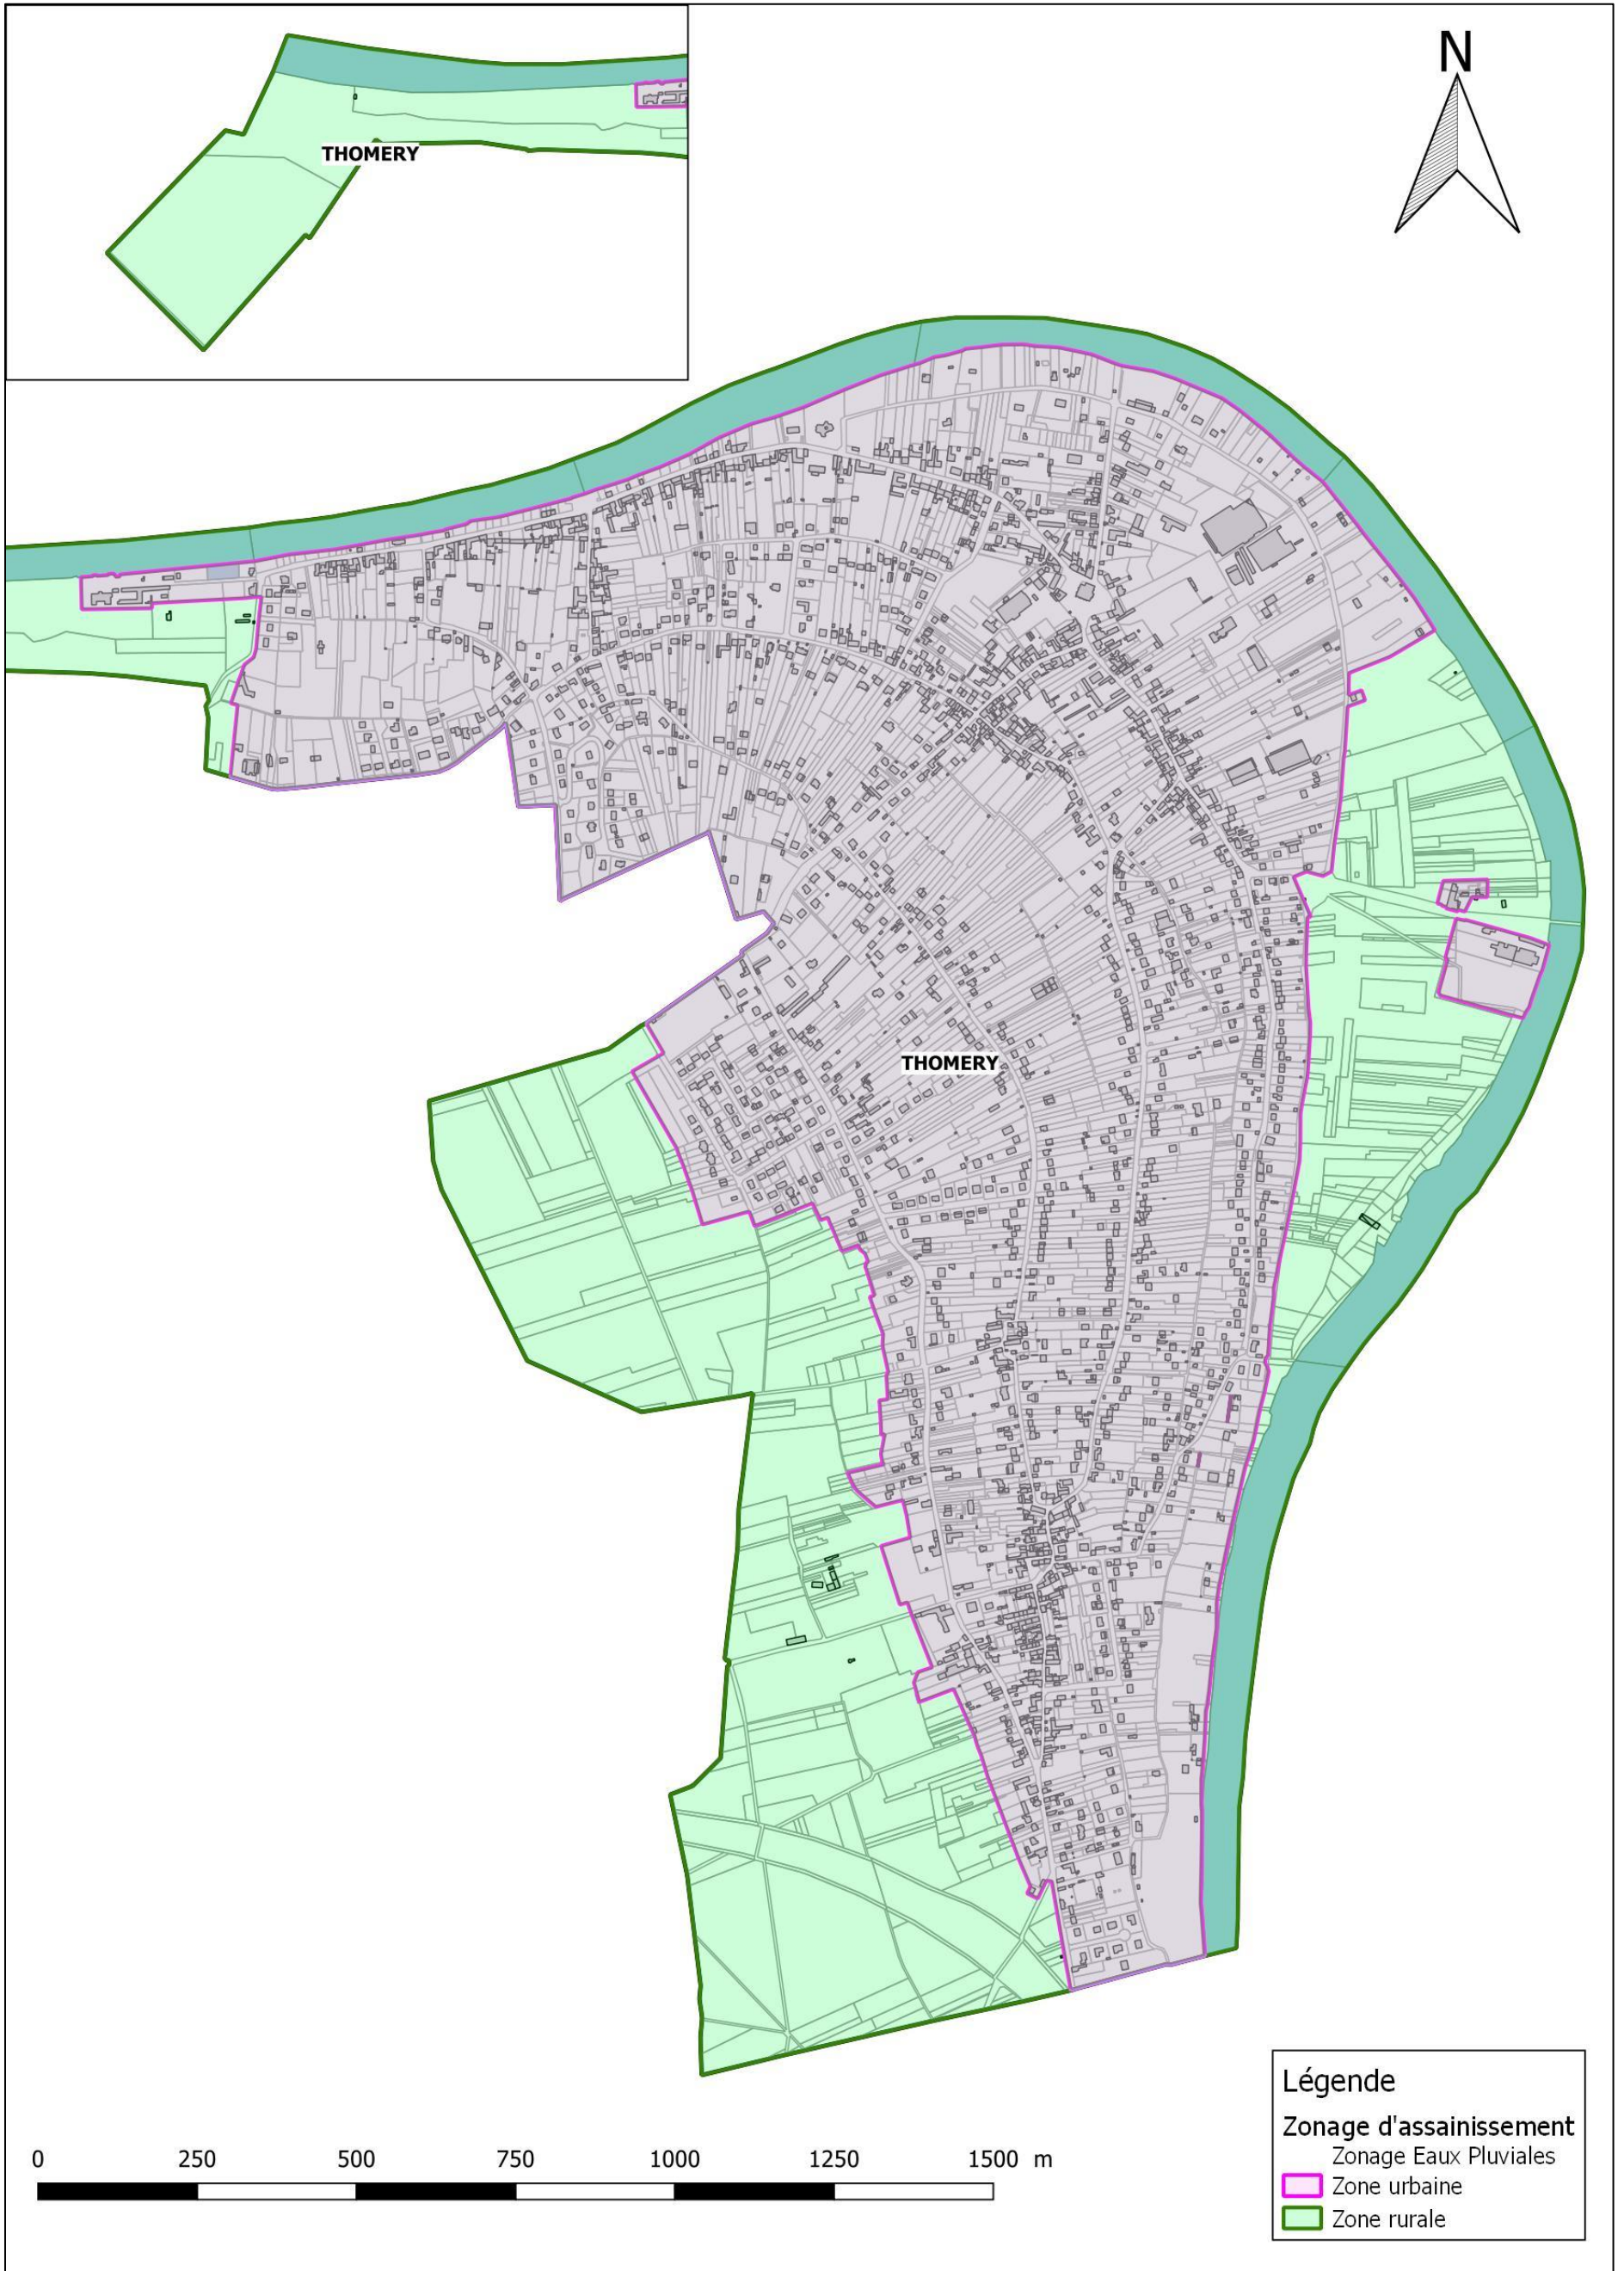 THOMERY
N
THOMERY
0 250 500 750 1000 1250 1500 m
Légende
Zonage d'assainissement
Zonage Eaux Pluviales
Zone urbaine
Zone rurale